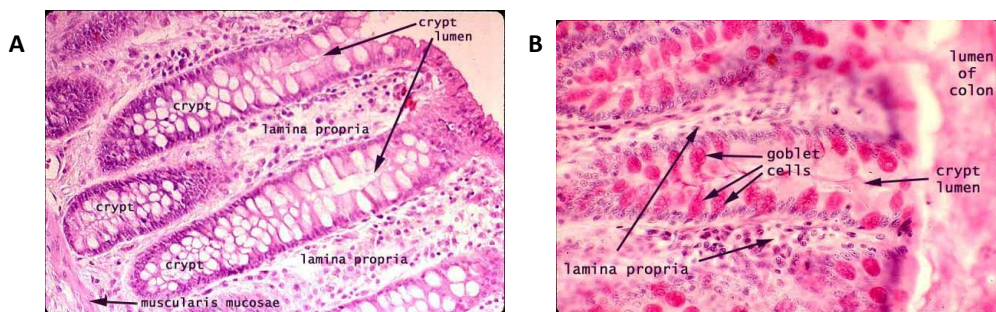 A
crypt
lumen
crypt
lamina propria
crypt
crypt
lamina propria
muscularis mucosae
B
lumen
of
colon
goblet
cells
crypt
lumen
lamina propria